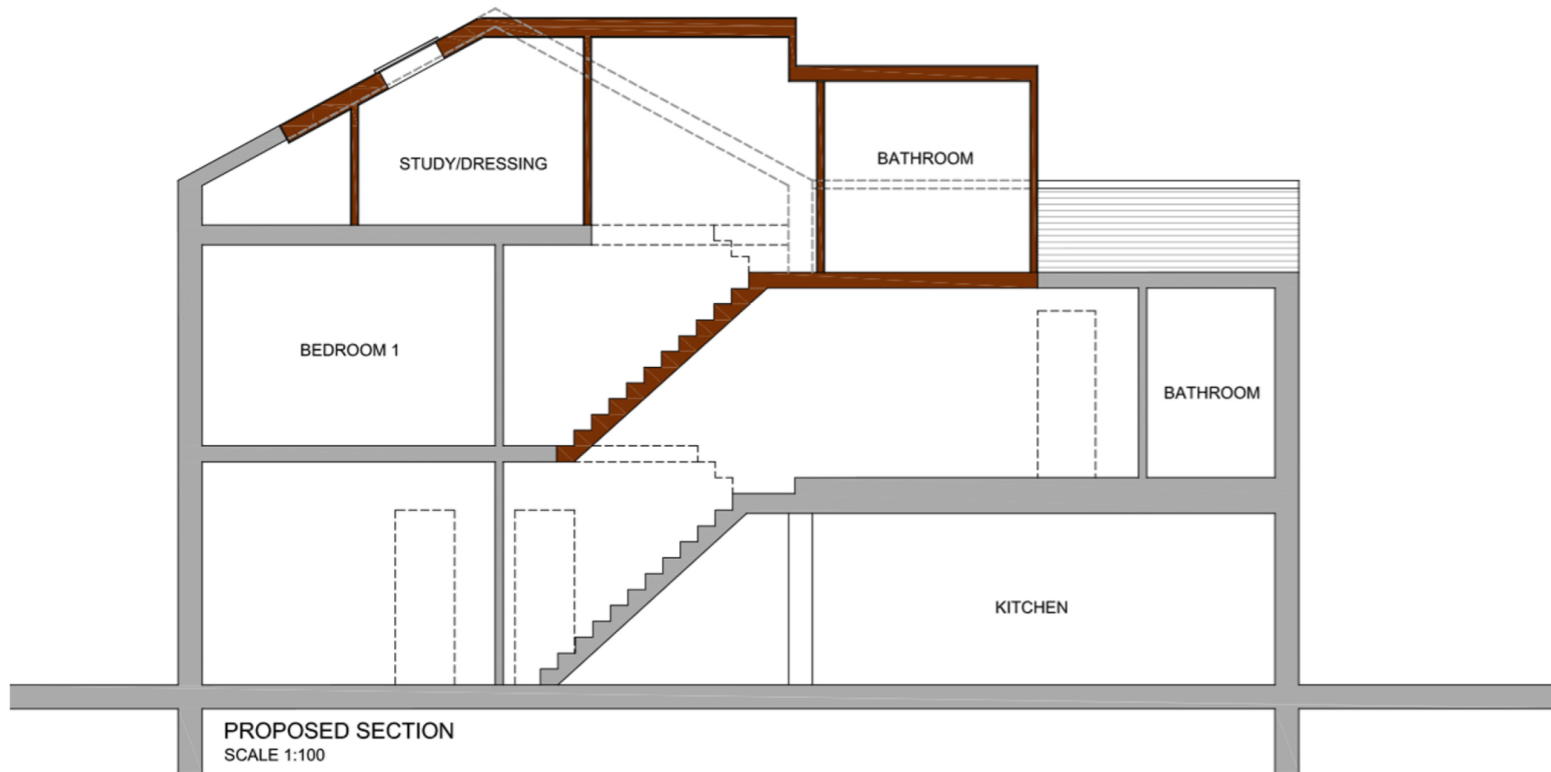 STUDY/DRESSING
BATHROOM
BEDROOM 1
BATHROOM
KITCHEN
PROPOSED SECTION
SCALE 1:100